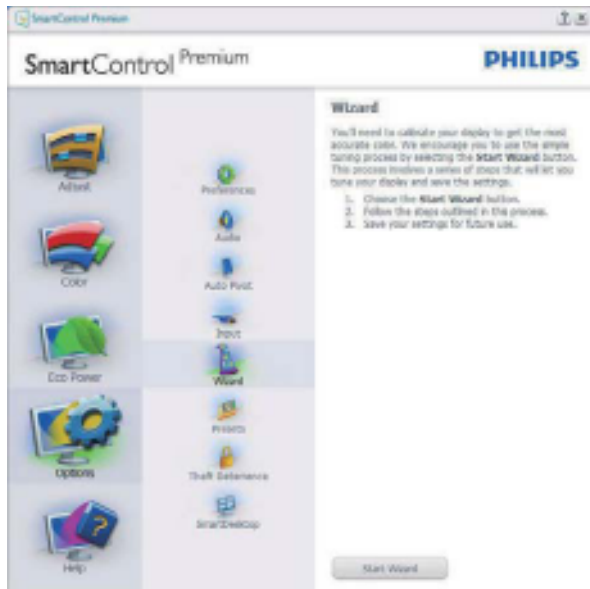 SmartControl Premium
SmartControl Premium
PHILIPS
Adjust
Color
Eco Power
Options
Help
Preferences
Audio
Auto Pivot
Input
Wizard
Presets
Theft Deterrence
SmartDesktop
Wizard
You'll need to calibrate your display to get the most
accurate color. We encourage you to use the simple
tuning process by selecting the Start Wizard button.
This process involves a series of steps that will let you
tune your display and save the settings.
1. Choose the Start Wizard button.
2. Follow the steps outlined in this process.
3. Save your settings for future use.
Start Wizard